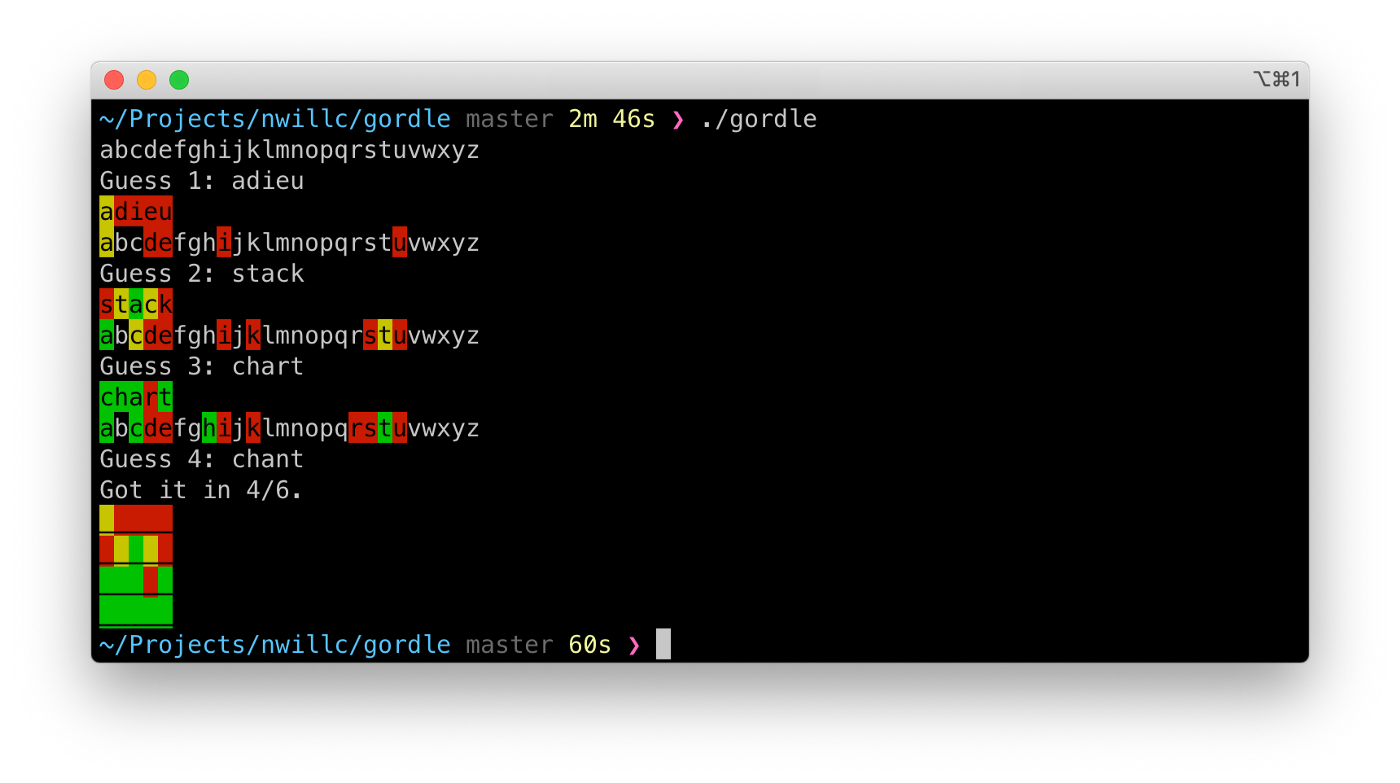 ⌥⌘1
~/Projects/nwillc/gordle master 2m 46s ❯ ./gordle
abcdefghijklmnopqrstuvwxyz
Guess 1: adieu
adieu
abcdefghijklmnopqrstuvwxyz
Guess 2: stack
stack
abcdefghijklmnopqrstuvwxyz
Guess 3: chart
chart
abcdefghijklmnopqrstuvwxyz
Guess 4: chant
Got it in 4/6.
~/Projects/nwillc/gordle master 60s ❯